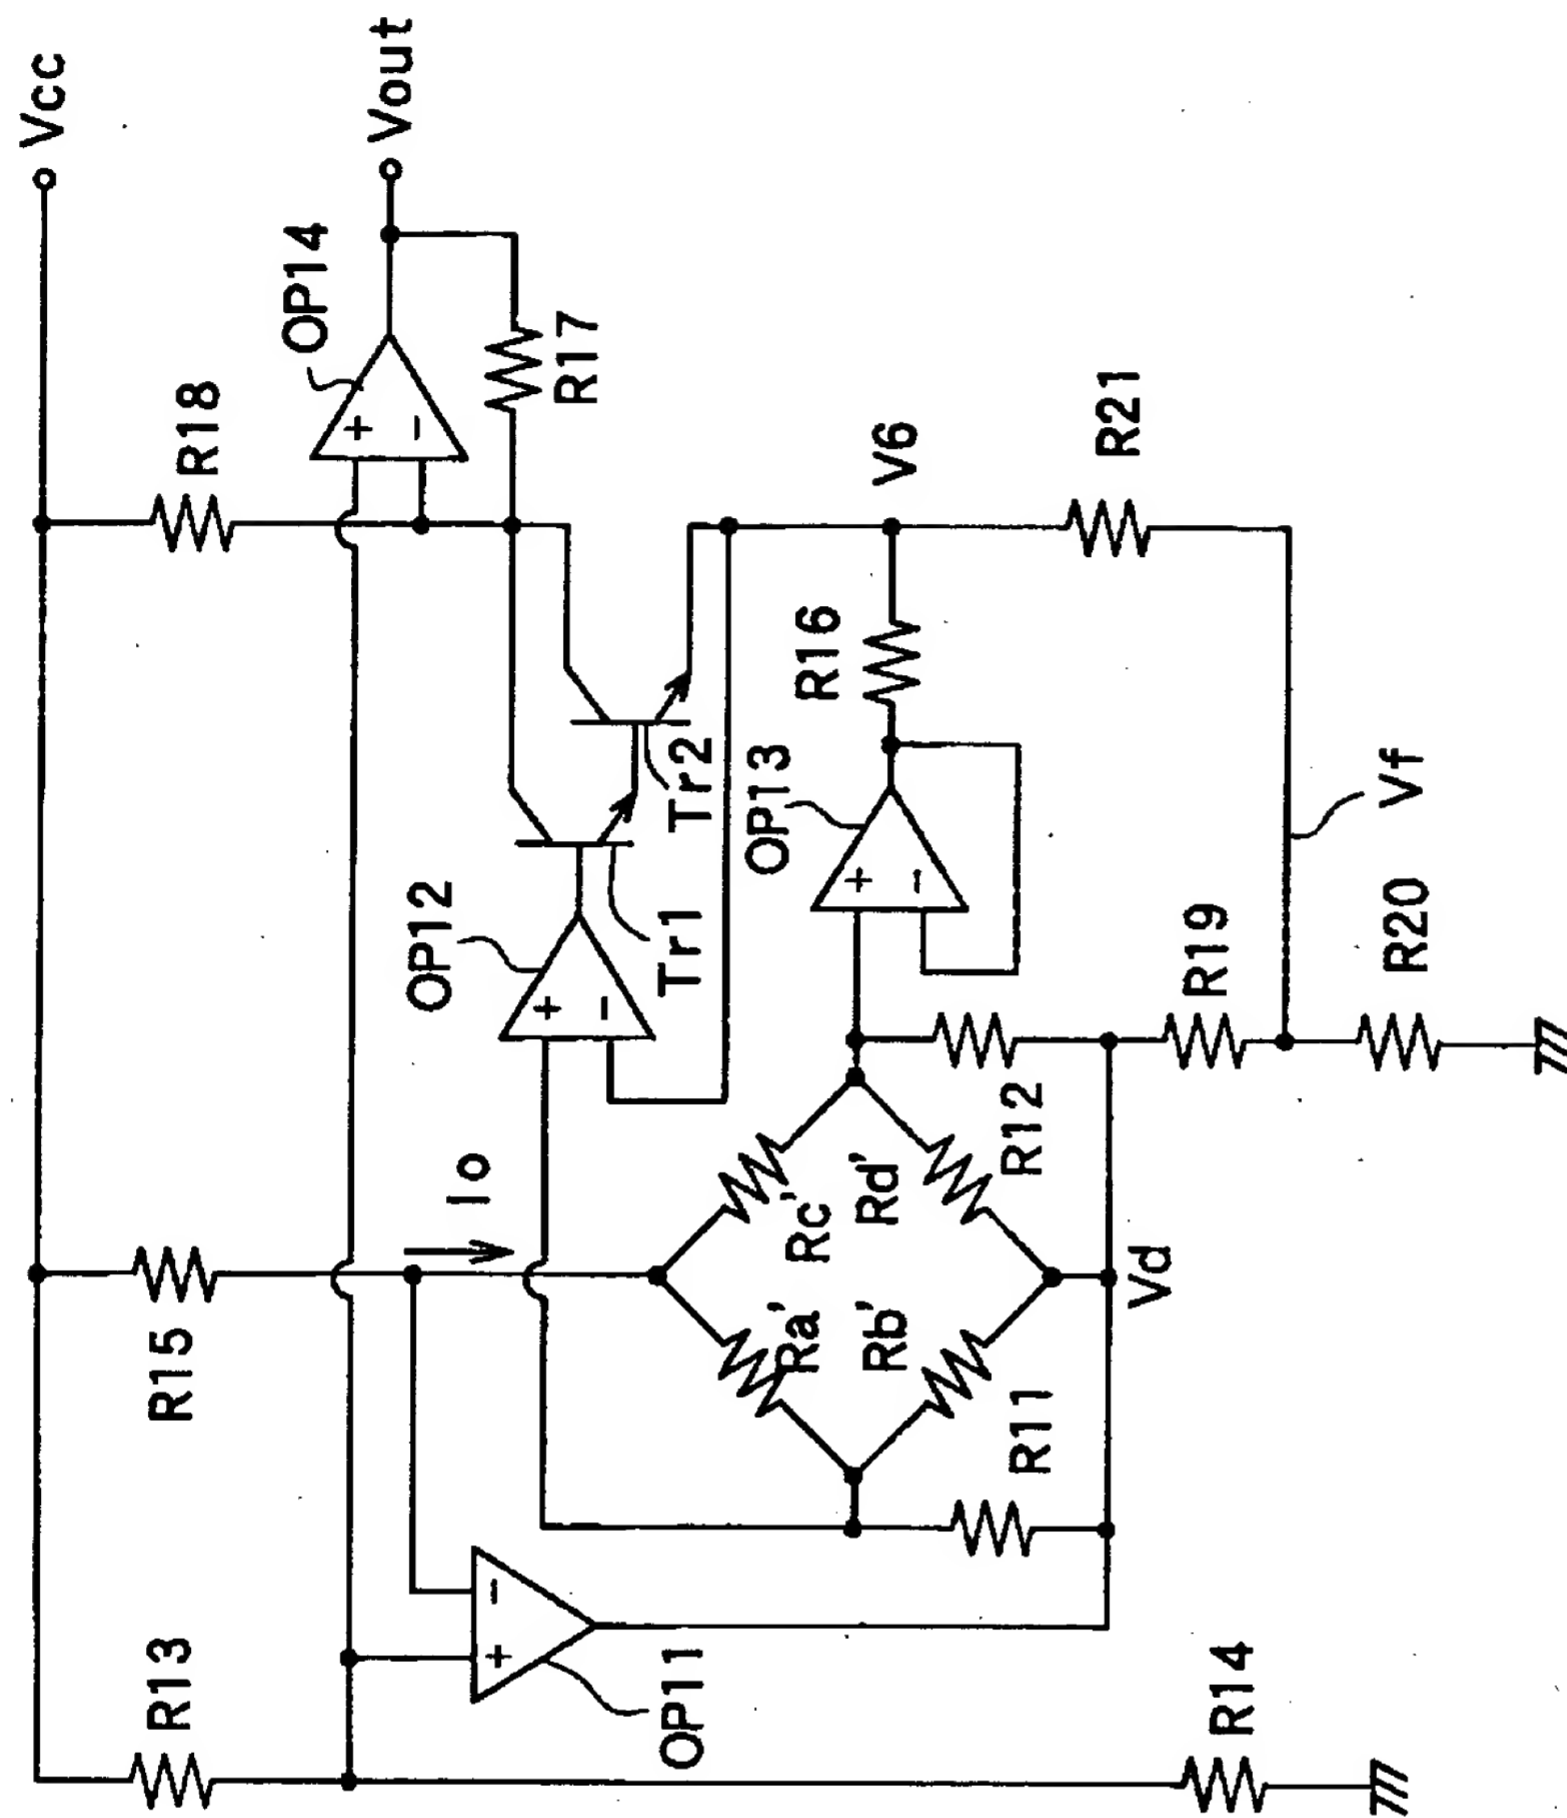 Vcc
Vout
OP14
R18
R17
V6
R21
R16
Tr2
OP13
Vf
OP12
Tr1
R19
R20
Io
R12
Rc'
Rd'
Vd
R15
Ra'
Rb'
R11
R13
OP11
R14
+
−
+
−
+
−
+
−